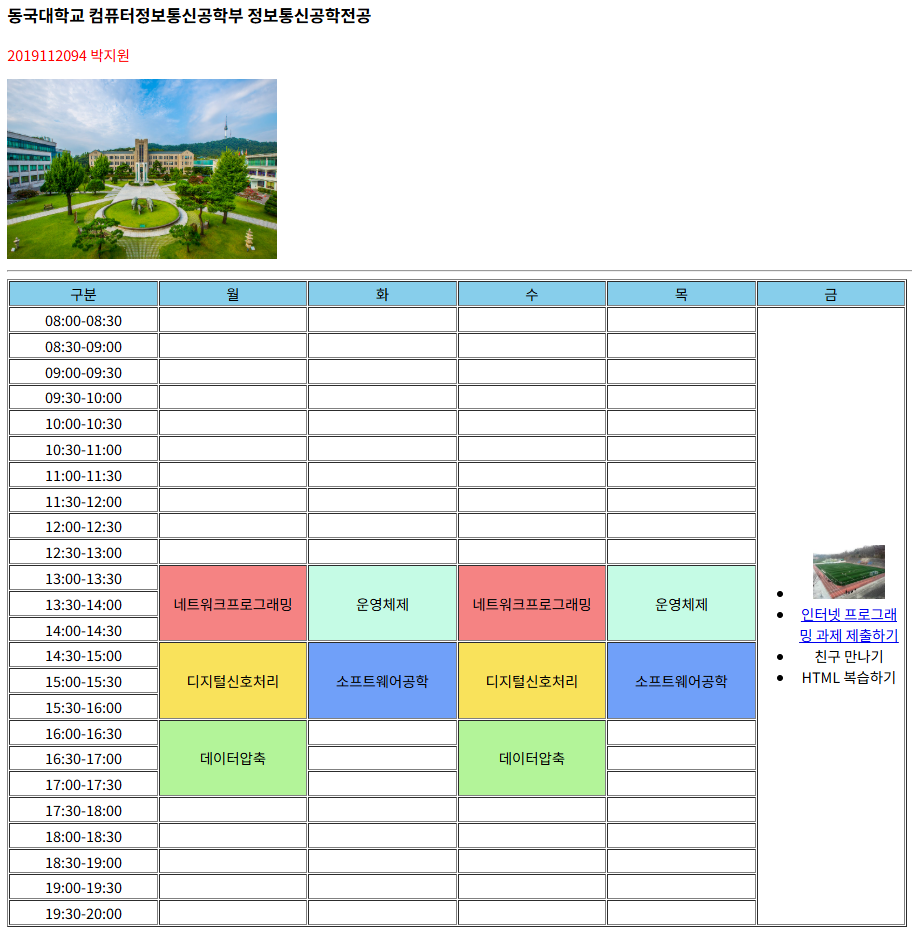 동국대학교 컴퓨터정보통신공학부 정보통신공학전공
2019112094 박지원
구분 월 화 수 목 금
08:00-08:30
08:30-09:00
09:00-09:30
09:30-10:00
10:00-10:30
10:30-11:00
11:00-11:30
11:30-12:00
12:00-12:30
12:30-13:00
13:00-13:30
13:30-14:00
14:00-14:30
네트워크프로그래밍 운영체제 네트워크프로그래밍 운영체제
14:30-15:00
15:00-15:30
15:30-16:00
디지털신호처리 소프트웨어공학 디지털신호처리 소프트웨어공학
16:00-16:30
16:30-17:00
17:00-17:30
데이터압축 데이터압축
17:30-18:00
18:00-18:30
18:30-19:00
19:00-19:30
19:30-20:00
인터넷 프로그래
밍 과제 제출하기
친구 만나기
HTML 복습하기